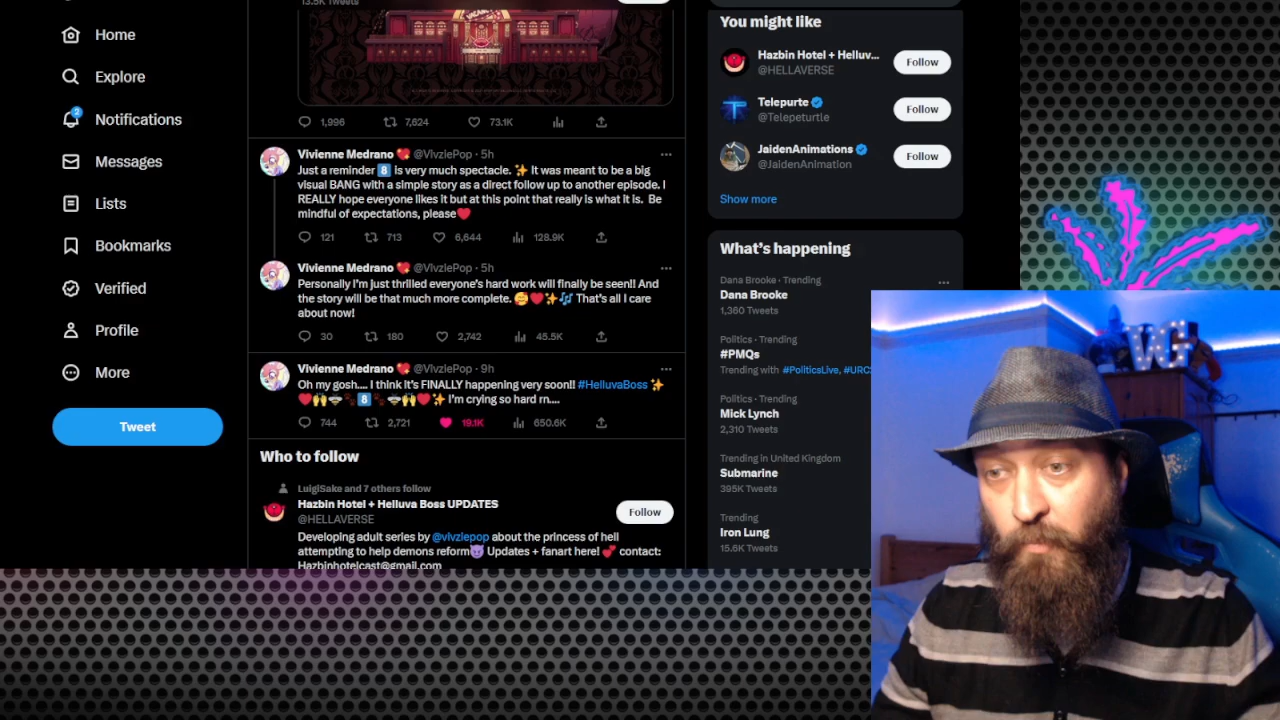 13.5K Tweets
Home
Explore
2
Notifications
Messages
Lists
Bookmarks
Verified
Profile
More
Tweet
1,996 7,624 73.1K
Vivienne Medrano 💖 @VivziePop · 5h
Just a reminder 8️⃣ is very much spectacle. ✨ It was meant to be a big
visual BANG with a simple story as a direct follow up to another episode. I
REALLY hope everyone likes it but at this point that really is what it is. Be
mindful of expectations, please❤️
121 713 6,644 128.9K
Vivienne Medrano 💖 @VivziePop · 5h
Personally I'm just thrilled everyone's hard work will finally be seen!! And
the story will be that much more complete. 🥰❤️✨🎶 That's all I care
about now!
30 180 2,742 45.5K
Vivienne Medrano 💖 @VivziePop · 9h
Oh my gosh.... I think it's FINALLY happening very soon!! #HelluvaBoss ✨
8️⃣ I'm crying so hard rn....
744 2,721 19.1K 650.6K
Who to follow
LuigiSake and 7 others follow
Hazbin Hotel + Helluva Boss UPDATES
@HELLAVERSE
Follow
Developing adult series by @vivziepop about the princess of hell
attempting to help demons reform😈 Updates + fanart here! 💕 contact:
Hazbinhotelcast@gmail.com
You might like
Hazbin Hotel + Helluv...
@HELLAVERSE
Follow
Telepurte
@Telepeturtle
Follow
JaidenAnimations
@JaidenAnimation
Follow
Show more
What's happening
Dana Brooke · Trending
Dana Brooke
1,360 Tweets
Politics · Trending
#PMQs
Trending with #PoliticsLive, #URC
Politics · Trending
Mick Lynch
2,310 Tweets
Trending in United Kingdom
Submarine
395K Tweets
Trending
Iron Lung
15.6K Tweets
VG